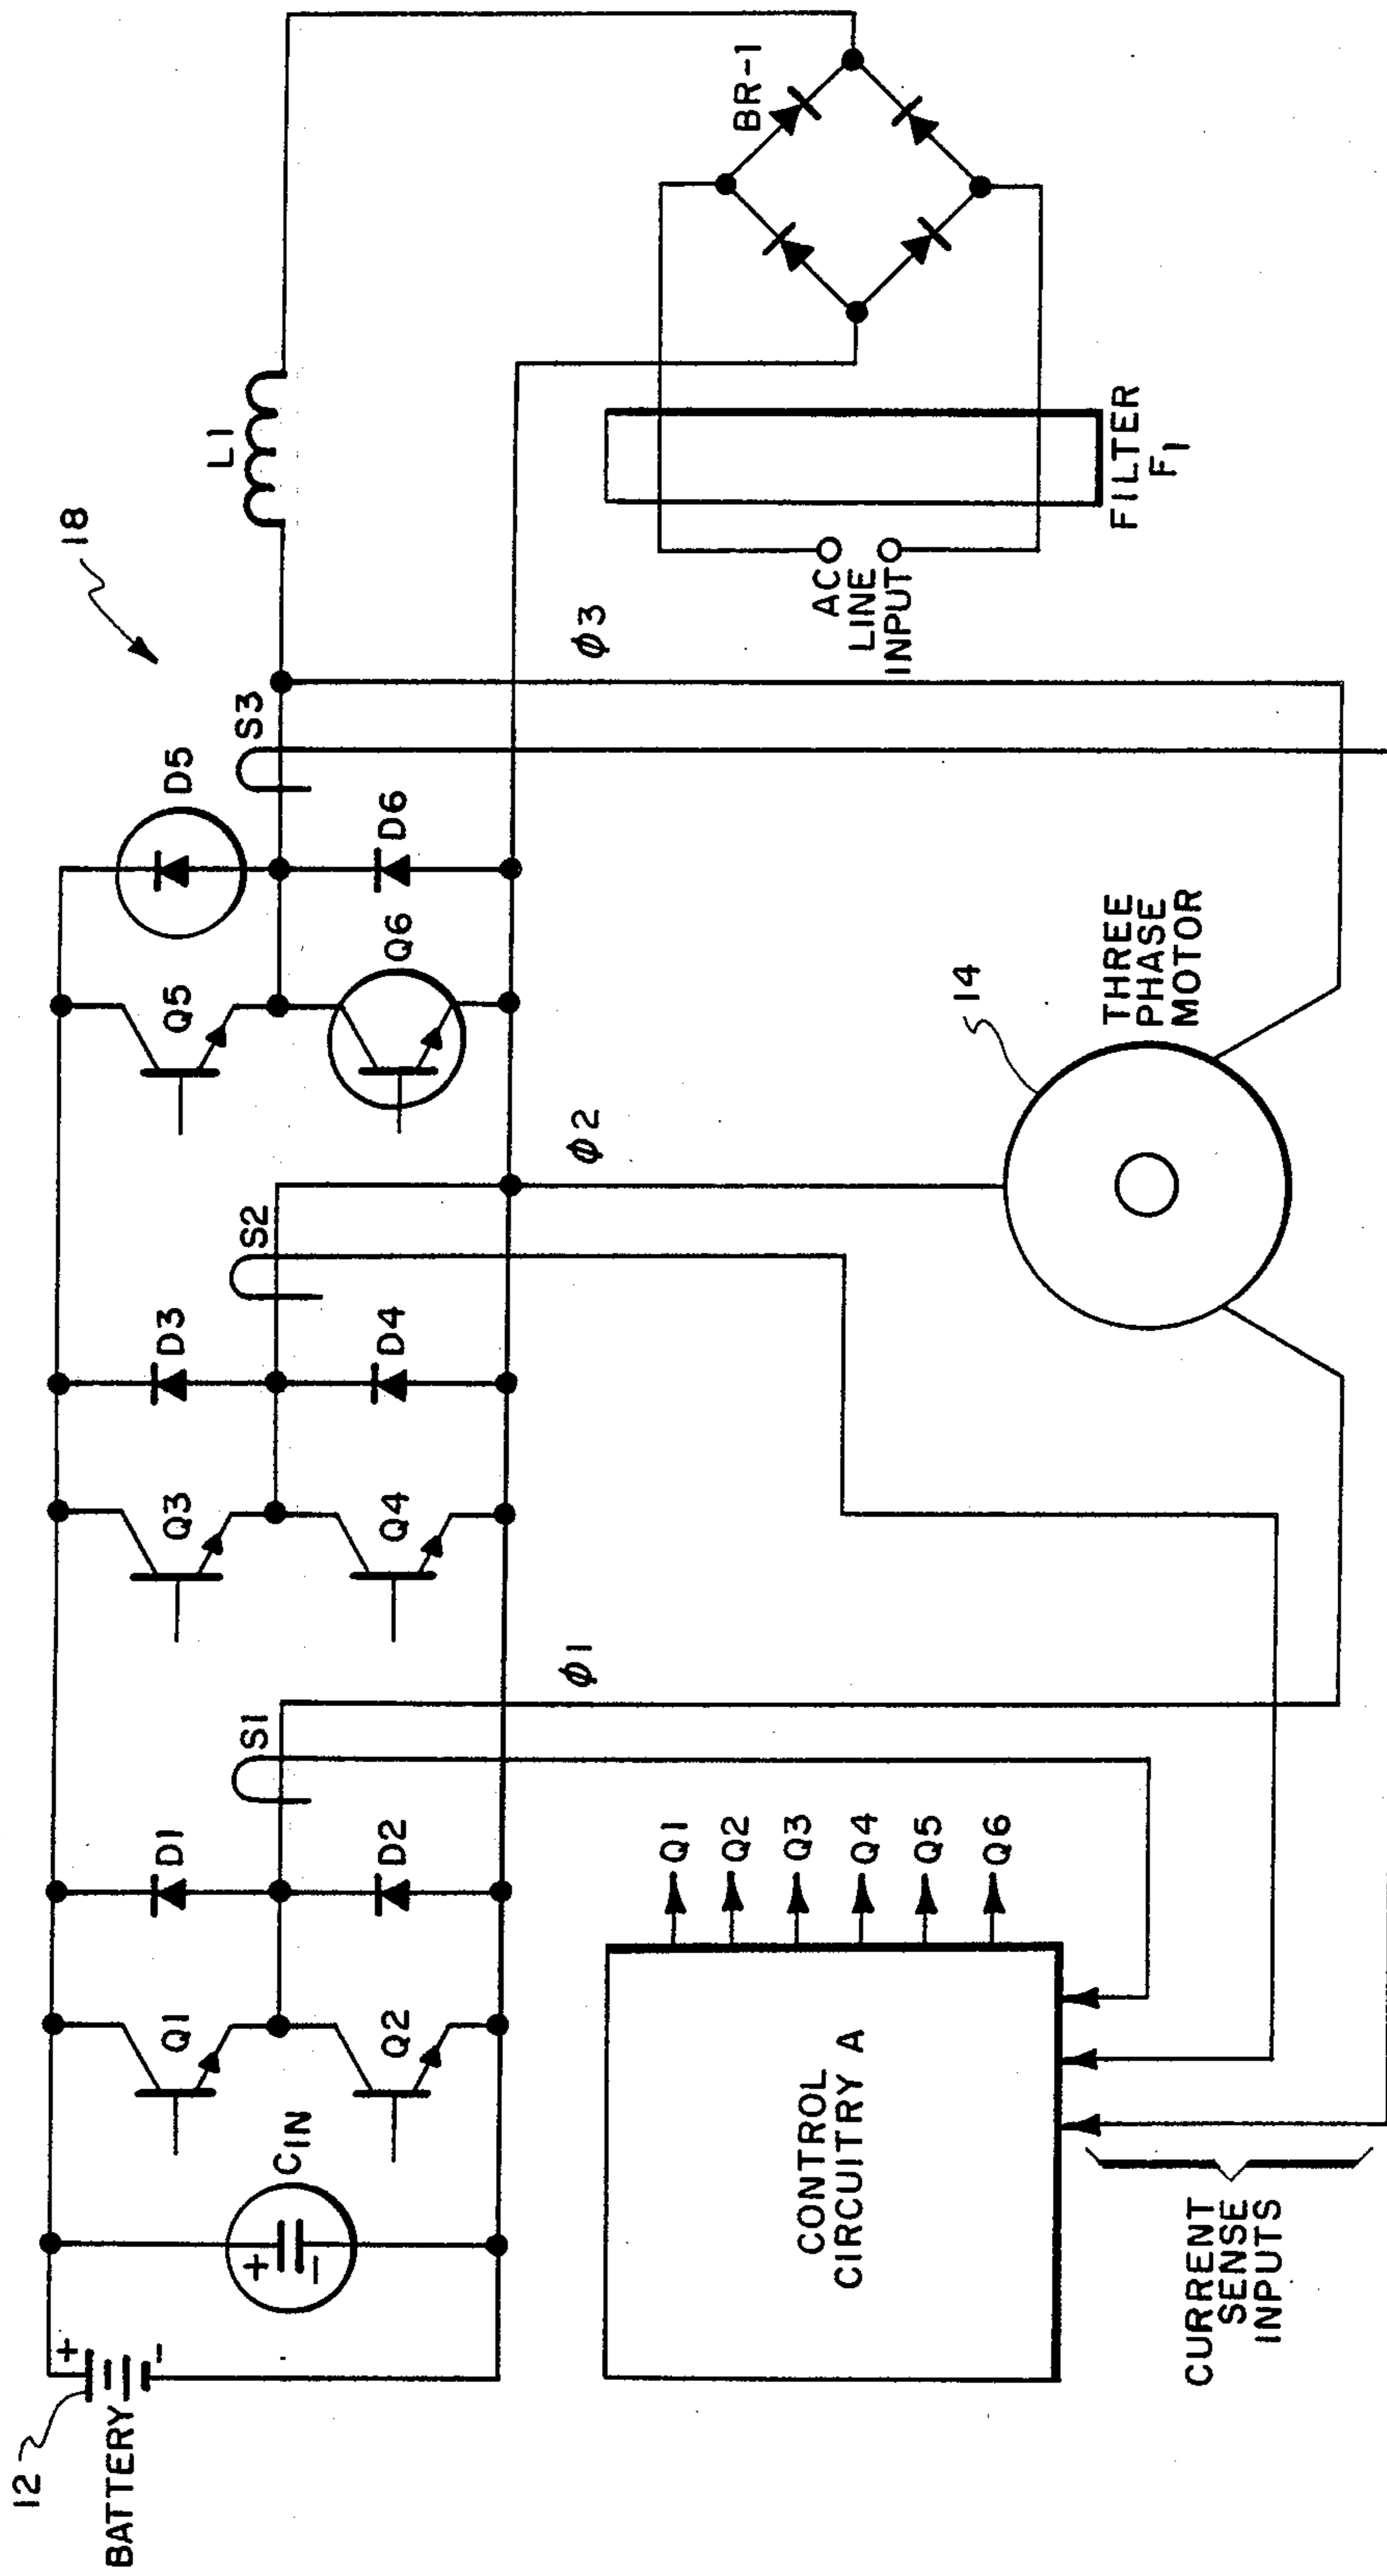 12
+
-
BATTERY
+
-
CIN
Q1
Q2
D1
D2
S1
φ1
Q3
Q4
D3
D4
S2
φ2
Q5
Q6
D5
D6
S3
φ3
18
L1
BR-1
AC
LINE
INPUT
FILTER
F1
CONTROL
CIRCUITRY A
Q1
Q2
Q3
Q4
Q5
Q6
CURRENT
SENSE
INPUTS
14
THREE
PHASE
MOTOR